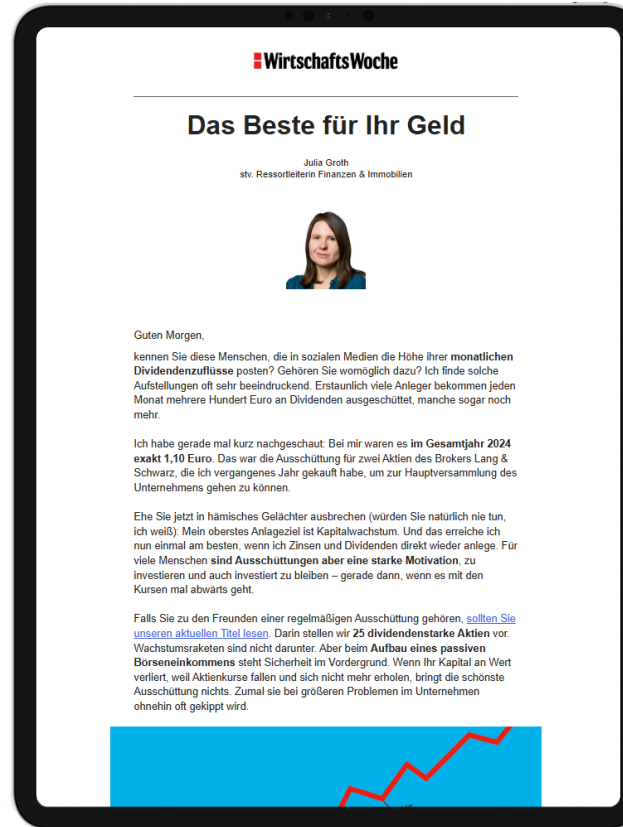 WirtschaftsWoche
Das Beste für Ihr Geld
Julia Groth
stv. Ressortleiterin Finanzen & Immobilien
Guten Morgen,
kennen Sie diese Menschen, die in sozialen Medien die Höhe ihrer monatlichen
Dividendenzuflüsse posten? Gehören Sie womöglich dazu? Ich finde solche
Aufstellungen oft sehr beeindruckend. Erstaunlich viele Anleger bekommen jeden
Monat mehrere Hundert Euro an Dividenden ausgeschüttet, manche sogar noch
mehr.
Ich habe gerade mal kurz nachgeschaut: Bei mir waren es im Gesamtjahr 2024
exakt 1,10 Euro. Das war die Ausschüttung für zwei Aktien des Brokers Lang &
Schwarz, die ich vergangenes Jahr gekauft habe, um zur Hauptversammlung des
Unternehmens gehen zu können.
Ehe Sie jetzt in hämisches Gelächter ausbrechen (würden Sie natürlich nie tun,
ich weiß): Mein oberstes Anlageziel ist Kapitalwachstum. Und das erreiche ich
nun einmal am besten, wenn ich Zinsen und Dividenden direkt wieder anlege. Für
viele Menschen sind Ausschüttungen aber eine starke Motivation, zu
investieren und auch investiert zu bleiben – gerade dann, wenn es mit den
Kursen mal abwärts geht.
Falls Sie zu den Freunden einer regelmäßigen Ausschüttung gehören, sollten Sie
unseren aktuellen Titel lesen. Darin stellen wir 25 dividendenstarke Aktien vor.
Wachstumsraketen sind nicht darunter. Aber beim Aufbau eines passiven
Börseneinkommens steht Sicherheit im Vordergrund. Wenn Ihr Kapital an Wert
verliert, weil Aktienkurse fallen und sich nicht mehr erholen, bringt die schönste
Ausschüttung nichts. Zumal sie bei größeren Problemen im Unternehmen
ohnehin oft gekippt wird.